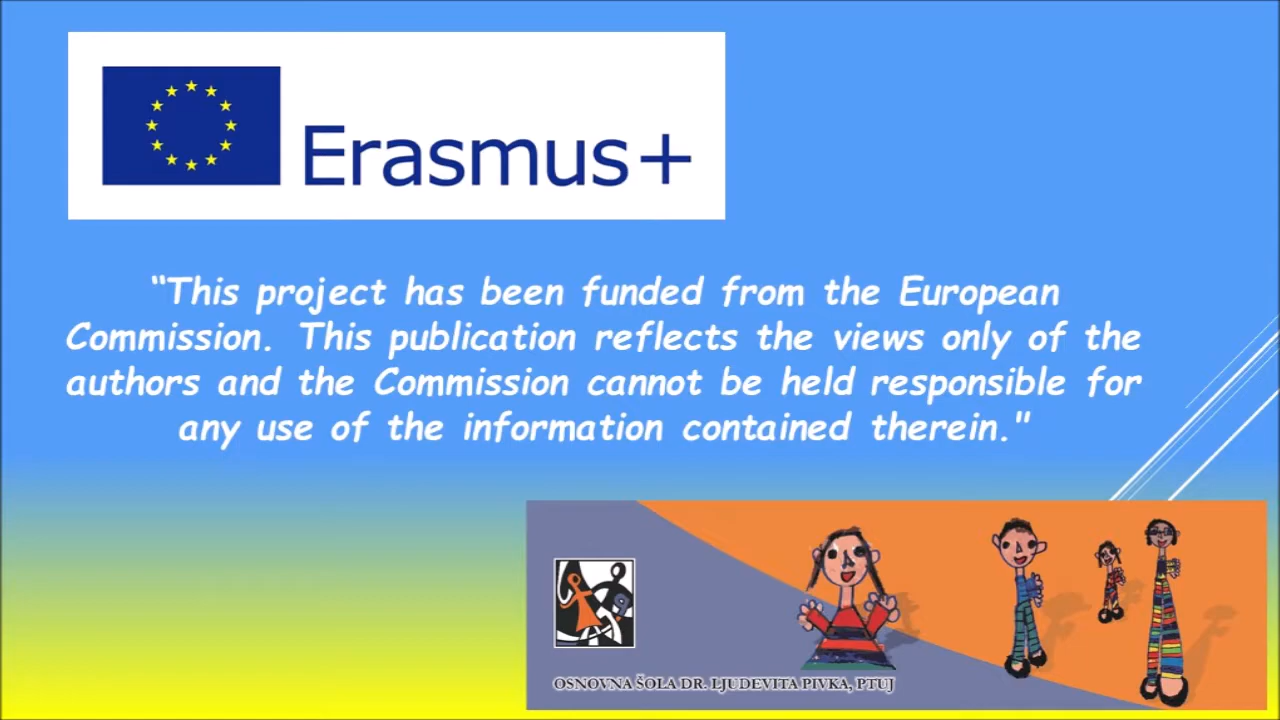 Erasmus+
“This project has been funded from the European
Commission. This publication reflects the views only of the
authors and the Commission cannot be held responsible for
any use of the information contained therein."
OSNOVNA ŠOLA DR. LJUDEVITA PIVKA, PTUJ